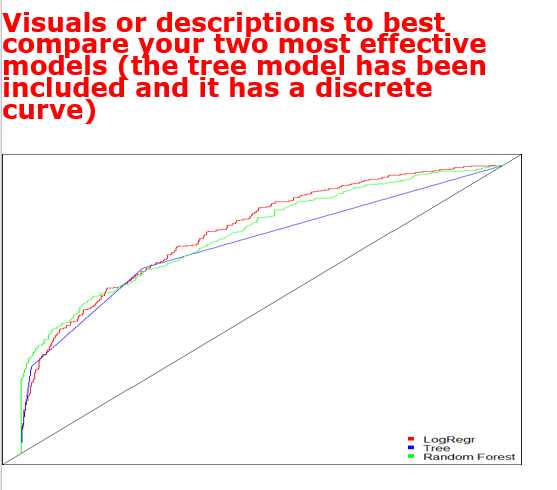 Visuals or descriptions to best
compare your two most effective
models (the tree model has been
included and it has a discrete
curve)
LogRegr
Tree
Random Forest